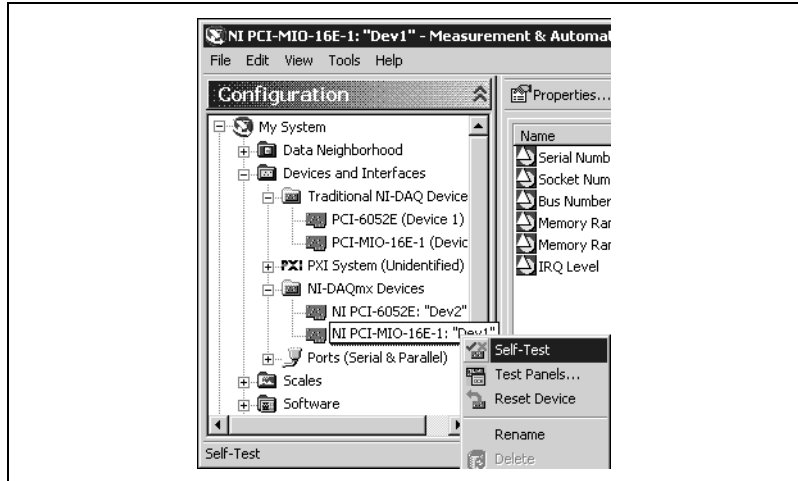 NI PCI-MIO-16E-1: "Dev1" - Measurement & Automat
File Edit View Tools Help
Configuration
Properties...
My System
Data Neighborhood
Devices and Interfaces
Traditional NI-DAQ Device
PCI-6052E (Device 1)
PCI-MIO-16E-1 (Devic
PXI PXI System (Unidentified)
NI-DAQmx Devices
NI PCI-6052E: "Dev2"
NI PCI-MIO-16E-1: "Dev1"
Ports (Serial & Parallel)
Scales
Software
Name
Serial Numb
Socket Num
Bus Number
Memory Rar
Memory Rar
IRQ Level
Self-Test
Test Panels...
Reset Device
Rename
Delete
Self-Test